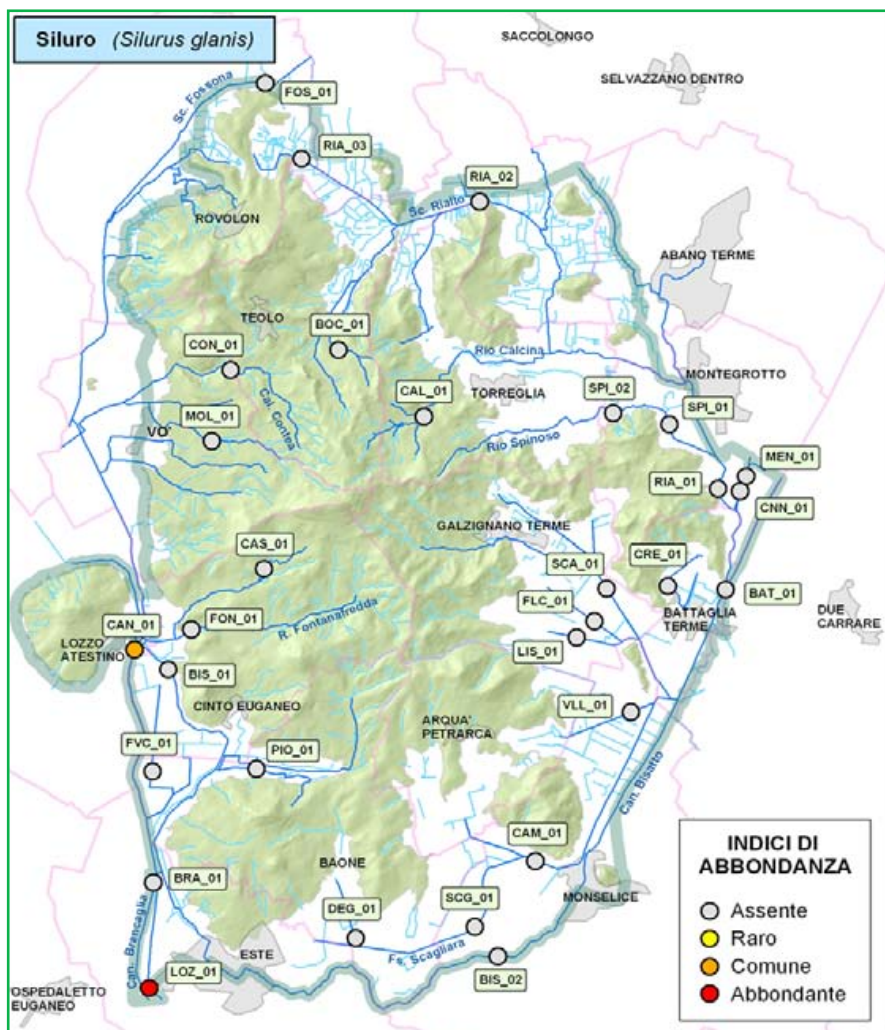 Siluro (Silurus glanis)
SACCOLONGO
SELVAZZANO DENTRO
Sc. Fossona
FOS_01
RIA_03
RIA_02
Sc. Rialto
ROVOLON
ABANO TERME
TEOLO
BOC_01
CON_01
Rio Calcina
MONTEGROTTO
CAL_01
TORREGLIA
SPI_02
SPI_01
Cal. Contea
MOL_01
VO'
Rio Spinoso
MEN_01
RIA_01
CNN_01
GALZIGNANO TERME
CAS_01
SCA_01
CRE_01
FLC_01
BAT_01
CAN_01
FON_01
R. Fontanafredda
BATTAGLIA
TERME
DUE
CARRARE
LOZZO
ATESTINO
LIS_01
BIS_01
CINTO EUGANEO
ARQUA'
PETRARCA
VLL_01
FVC_01
PIO_01
Can. Bisatto
CAM_01
INDICI DI
ABBONDANZA
BAONE
BRA_01
MONSELICE
Assente
DEG_01
SCG_01
Raro
Can. Brancaglia
ESTE
Fs. Scagliara
Comune
LOZ_01
BIS_02
Abbondante
OSPEDALETTO
EUGANEO